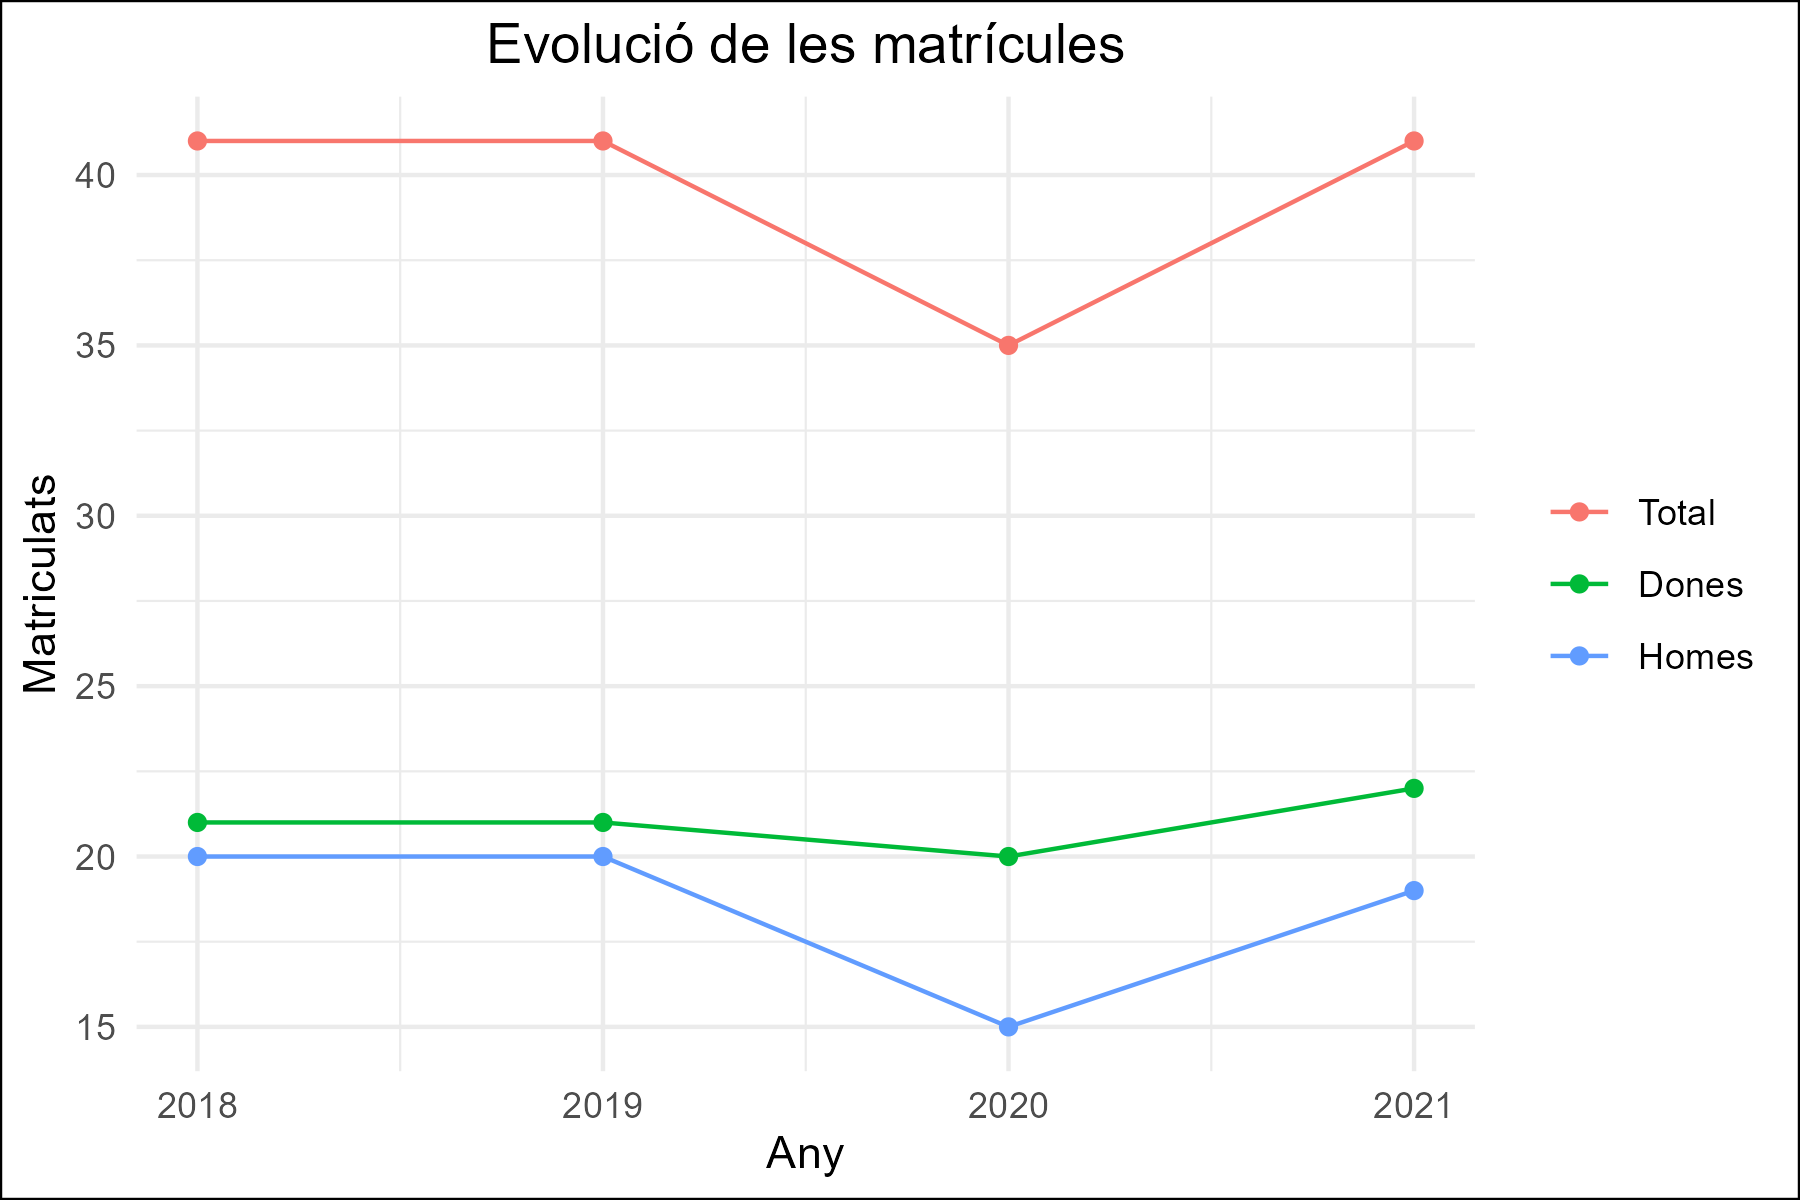 Evolució de les matrícules
Matriculats
40
35
30
25
20
15
2018 2019 2020 2021
Any
Total
Dones
Homes